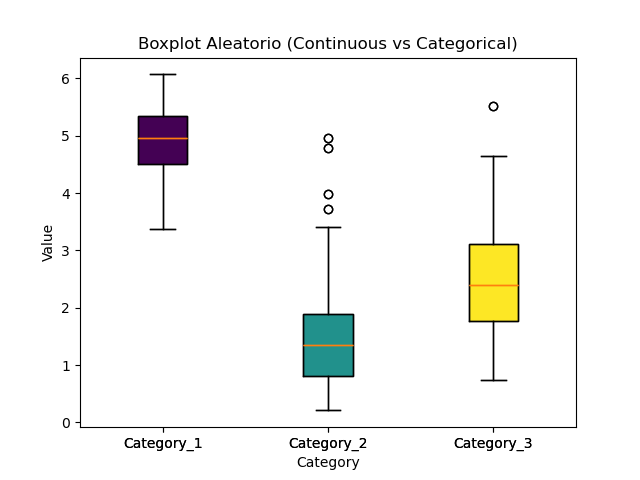 Boxplot Aleatorio (Continuous vs Categorical)
6
5
4
3
2
1
0
Value
Category_1
Category_2
Category_3
Category